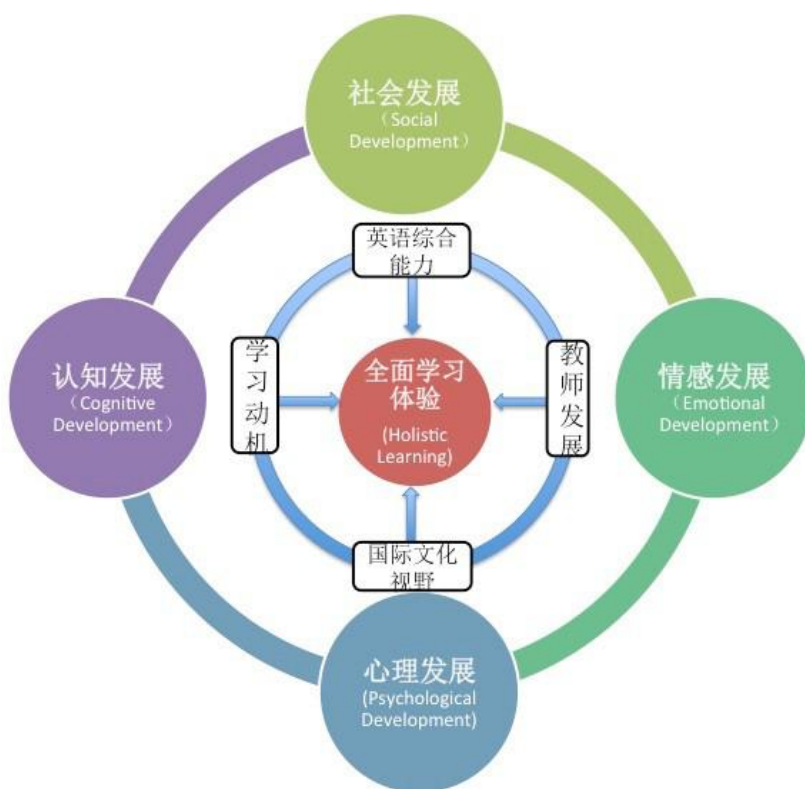 社会发展
（Social
Development）
英语综合
能力
学习动机
全面学习
体验
(Holistic
Learning)
教师发展
认知发展
（Cognitive
Development）
情感发展
（Emotional
Development）
国际文化
视野
心理发展
(Psychological
Development)